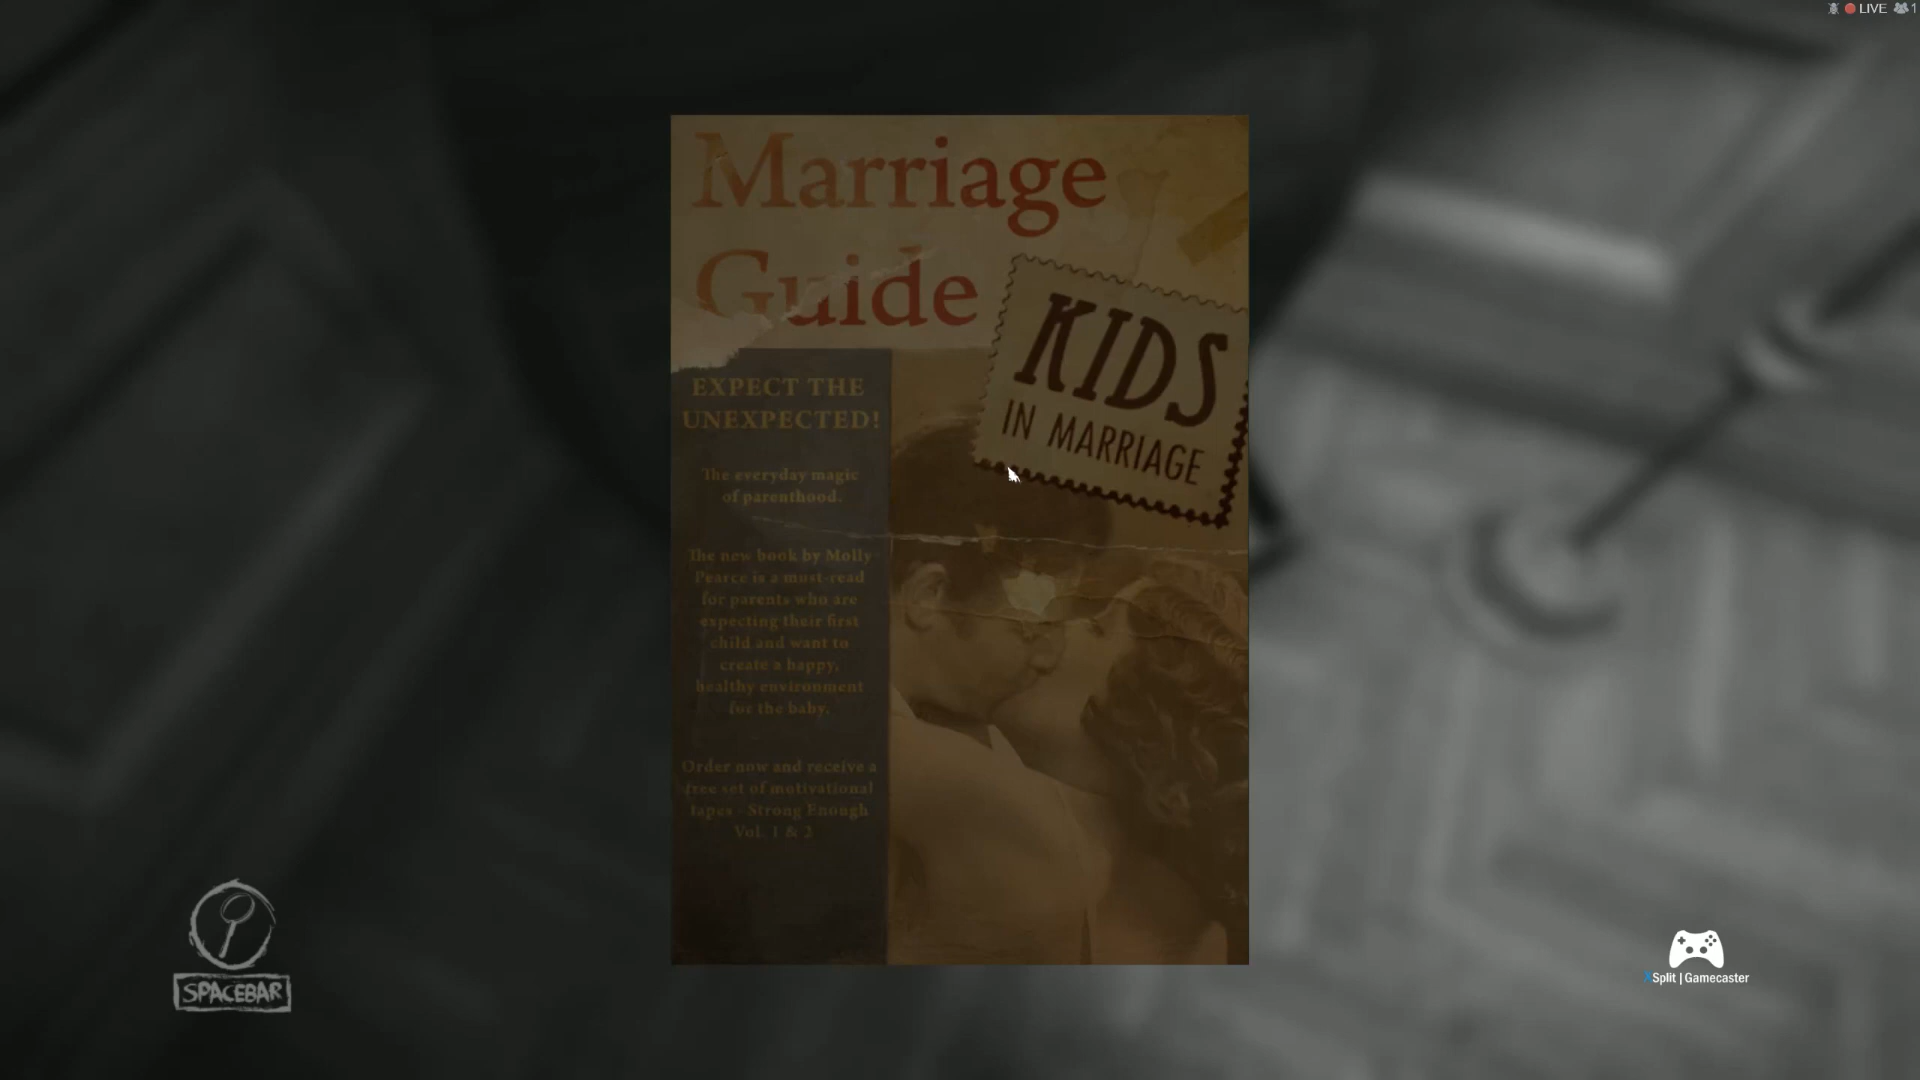 LIVE 1
Marriage
Guide
KIDS
IN MARRIAGE
EXPECT THE
UNEXPECTED!
The everyday magic
of parenthood.
The new book by Molly
Pearce is a must-read
for parents who are
expecting their first
child and want to
create a happy,
healthy environment
for the baby.
Order now and receive a
free set of motivational
tapes - Strong Enough
Vol. 1 & 2
SPACEBAR
XSplit | Gamecaster